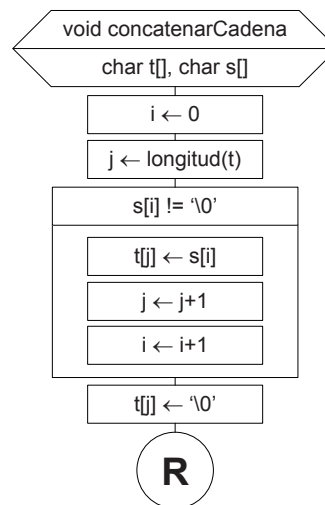 void concatenarCadena
char t[], char s[]
i ← 0
j ← longitud(t)
s[i] != ‘\0’
t[j] ← s[i]
j ← j+1
i ← i+1
t[j] ← ‘\0’
R